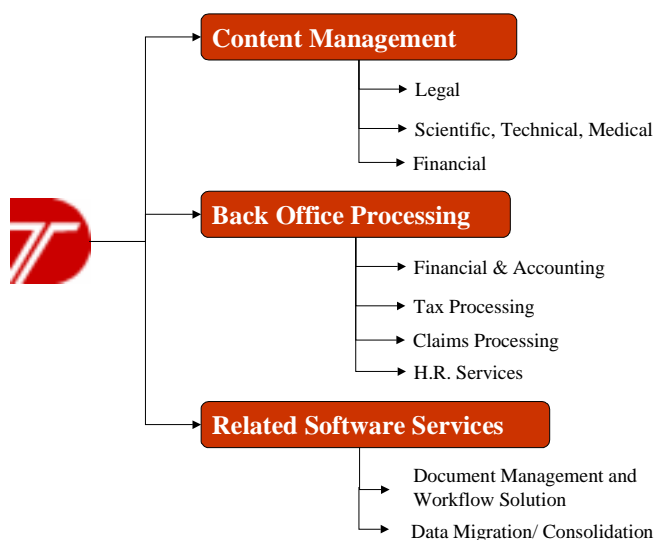 Content Management
Legal
Scientific, Technical, Medical
Financial
Back Office Processing
Financial & Accounting
Tax Processing
Claims Processing
H.R. Services
Related Software Services
Document Management and
Workflow Solution
Data Migration/ Consolidation